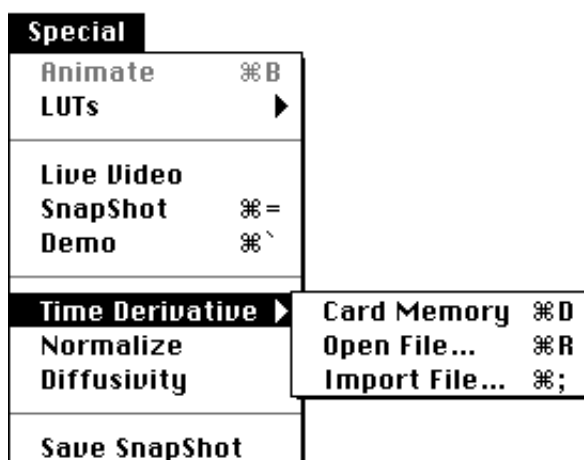 Special
Animate ⌘B
LUTs ▶
Live Video
SnapShot ⌘=
Demo ⌘`
Time Derivative ▶
Card Memory ⌘D
Normalize
Open File... ⌘R
Diffusivity
Import File... ⌘;
Save SnapShot